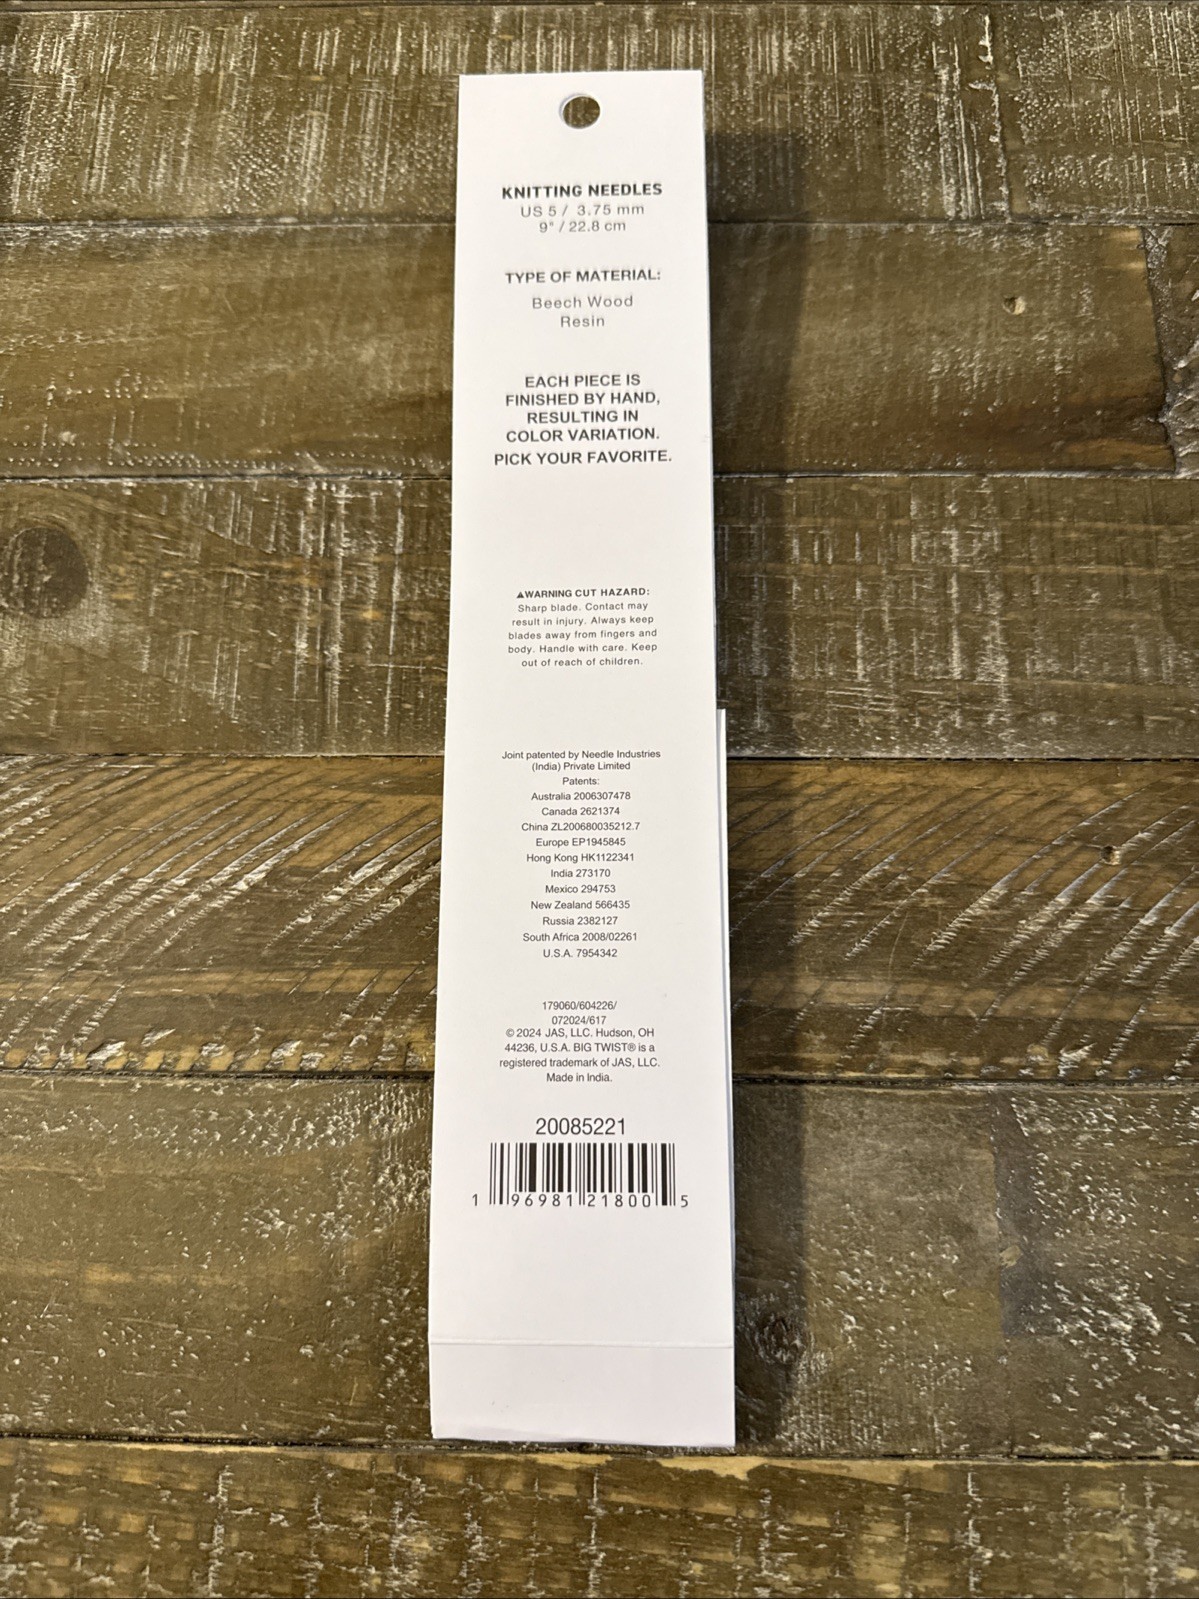 KNITTING NEEDLES
US 5 / 3.75 mm
9" / 22.8 cm
TYPE OF MATERIAL:
Beech Wood
Resin
EACH PIECE IS
FINISHED BY HAND,
RESULTING IN
COLOR VARIATION.
PICK YOUR FAVORITE.
⚠WARNING CUT HAZARD:
Sharp blade. Contact may
result in injury. Always keep
blades away from fingers and
body. Handle with care. Keep
out of reach of children.
Joint patented by Needle Industries
(India) Private Limited
Patents:
Australia 2006307478
Canada 2621374
China ZL200680035212.7
Europe EP1945845
Hong Kong HK1122341
India 273170
Mexico 294753
New Zealand 566435
Russia 2382127
South Africa 2008/02261
U.S.A. 7954342
179060/604226/
072024/617
© 2024 JAS, LLC. Hudson, OH
44236, U.S.A. BIG TWIST® is a
registered trademark of JAS, LLC.
Made in India.
20085221
1 96981 21800 5